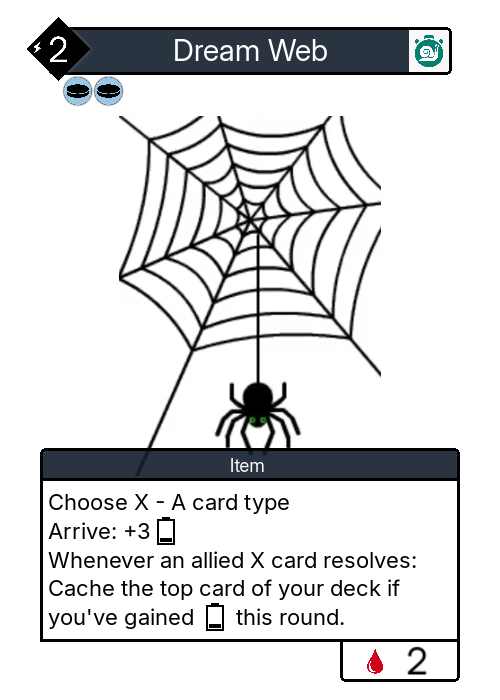 2
Dream Web
Item
Choose X - A card type
Arrive: +3
Whenever an allied X card resolves:
Cache the top card of your deck if
you've gained this round.
2